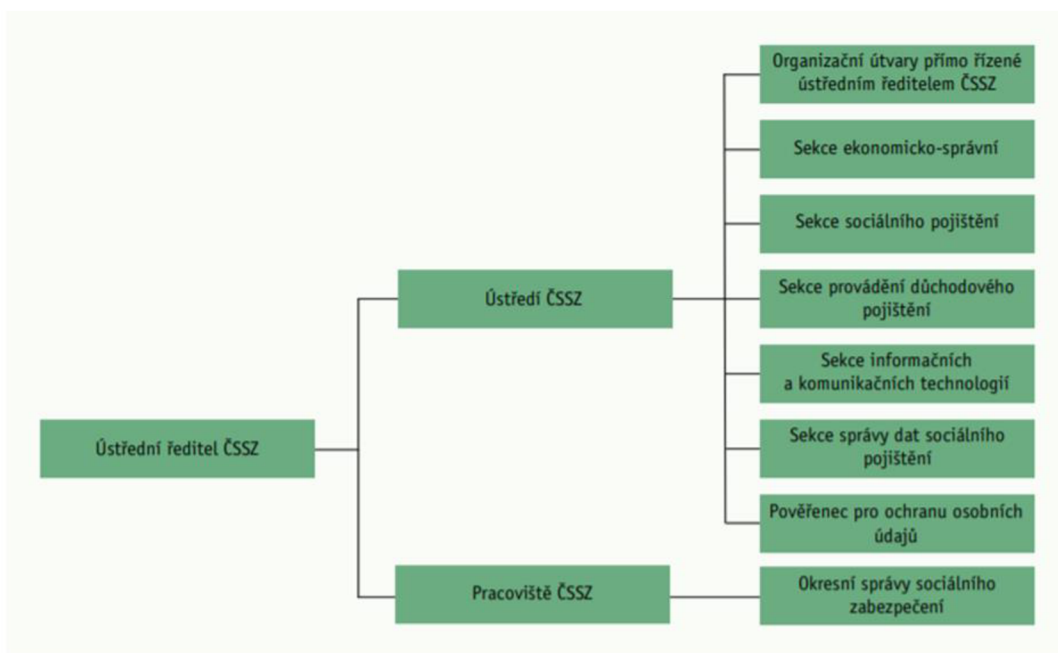 Organizační útvary přímo řízené
ústředním ředitelem ČSSZ
Sekce ekonomicko-správní
Sekce sociálního pojištění
Ústředí ČSSZ
Sekce provádění důchodového
pojištění
Sekce informačních
a komunikačních technologií
Ústřední ředitel ČSSZ
Sekce správy dat sociálního
pojištění
Pověřenec pro ochranu osobních
údajů
Pracoviště ČSSZ
Okresní správy sociálního
zabezpečení